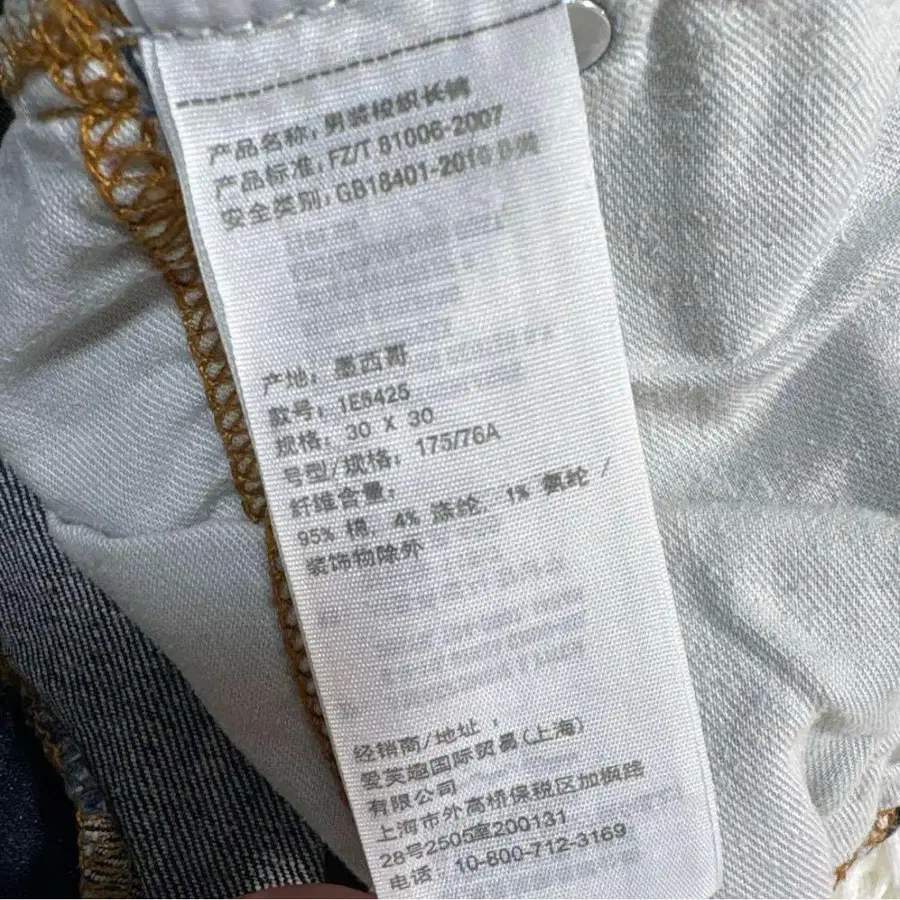 产品名称: 男装梭织长裤
产品标准: FZ/T 81006-2007
安全类别: GB18401-2010 B类
产地: 墨西哥
款号: 1E5425
规格: 30 X 30
号型/规格: 175/76A
纤维含量:
95% 棉, 4% 涤纶, 1% 氨纶 /
装饰物除外
经销商/地址 :
爱芙趣国际贸易(上海)
有限公司
上海市外高桥保税区加枫路
28号2505室200131
电话: 10-800-712-3169